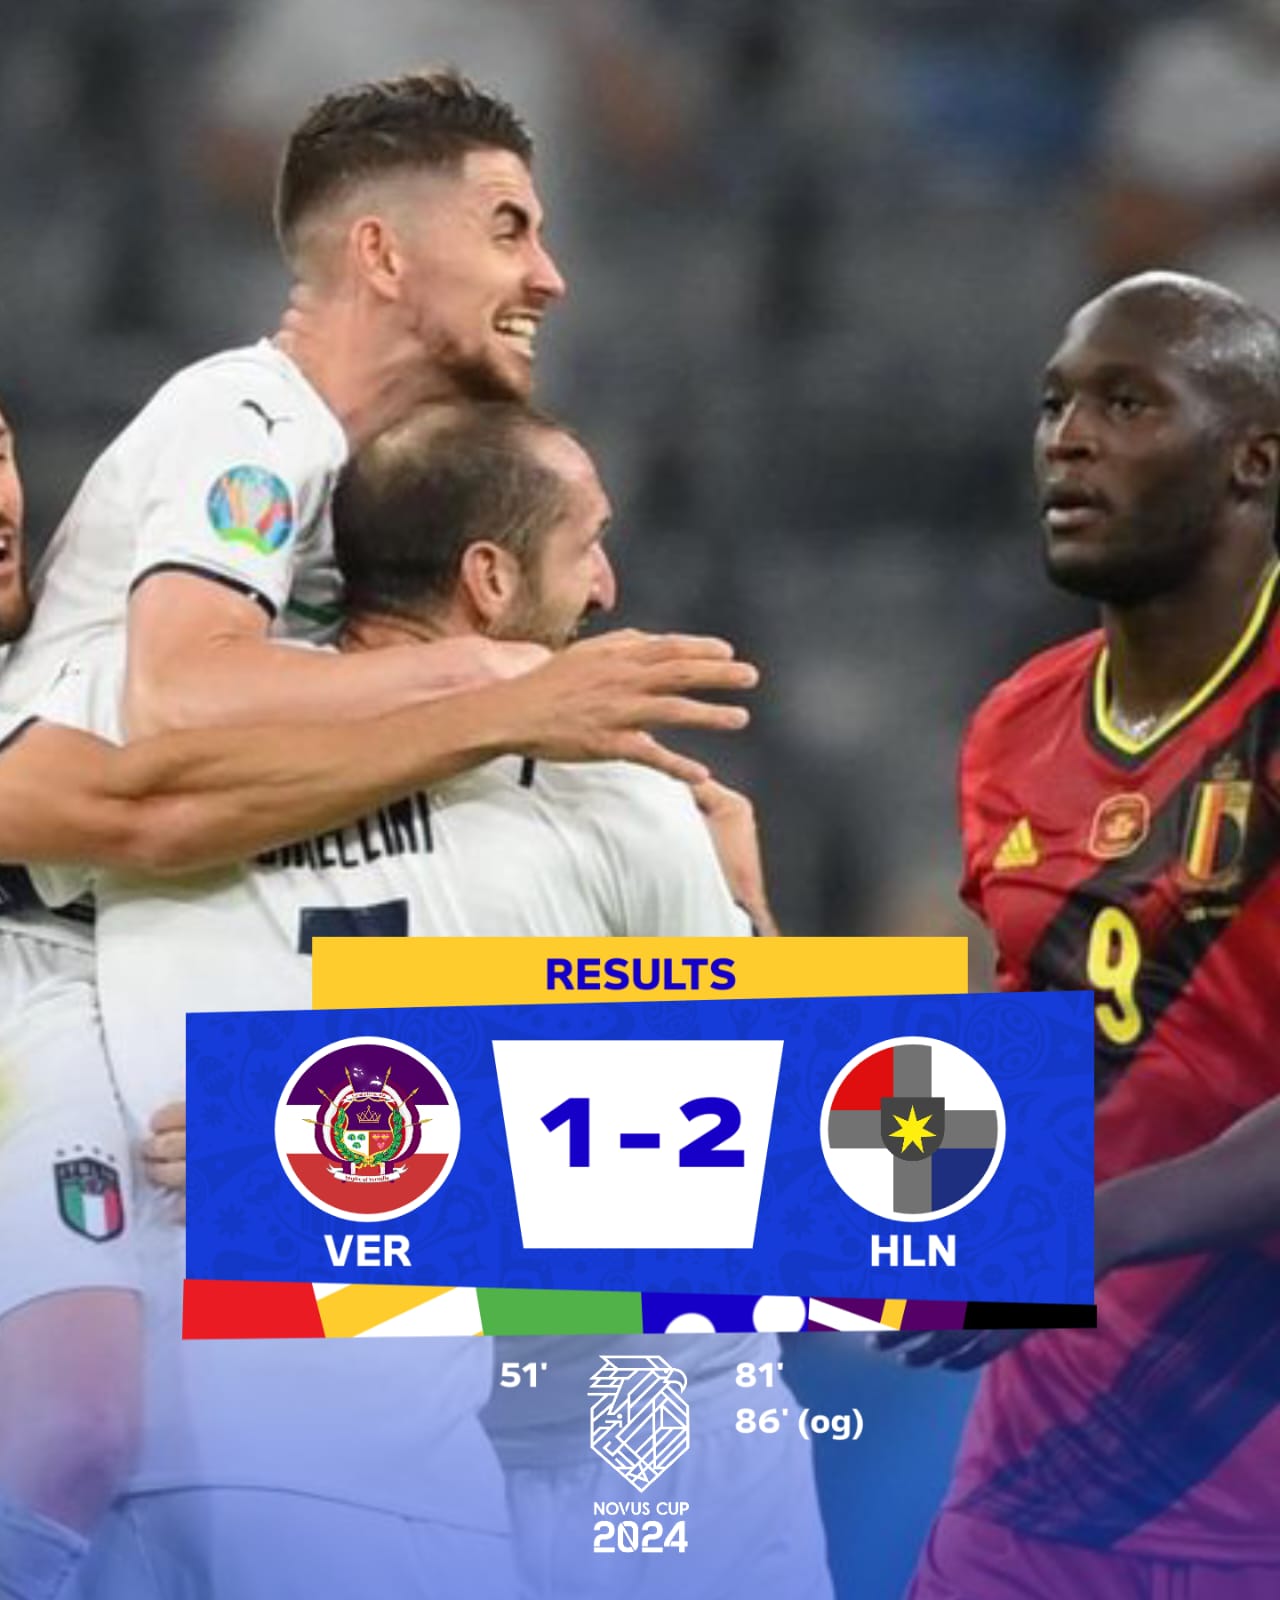 9
RESULTS
1 - 2
VER
HLN
51'
81'
86' (og)
NOVUS CUP
2024